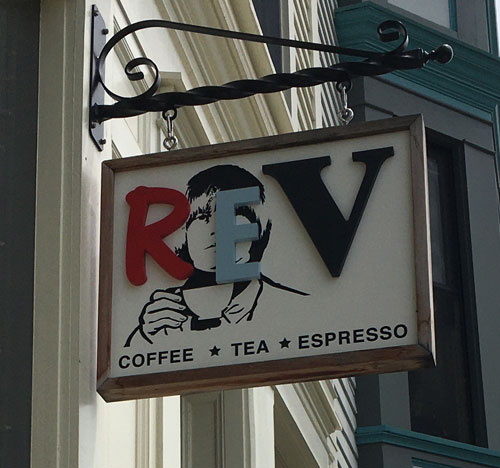 REV
COFFEE ★ TEA ★ ESPRESSO